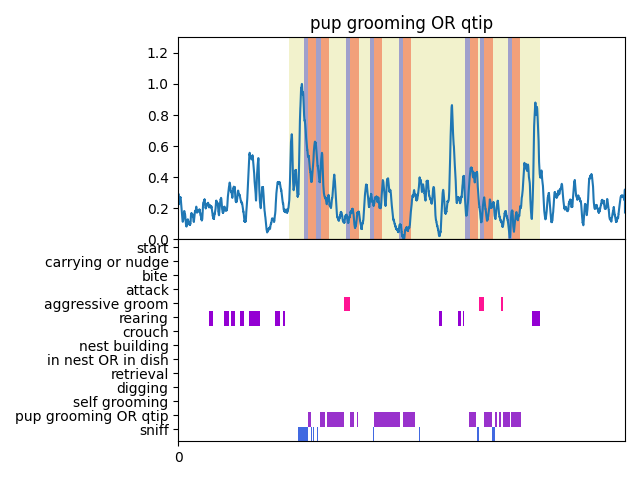 pup grooming OR qtip
1.2
1.0
0.8
0.6
0.4
0.2
0.0
start
carrying or nudge
bite
attack
aggressive groom
rearing
crouch
nest building
in nest OR in dish
retrieval
digging
self grooming
pup grooming OR qtip
sniff
0